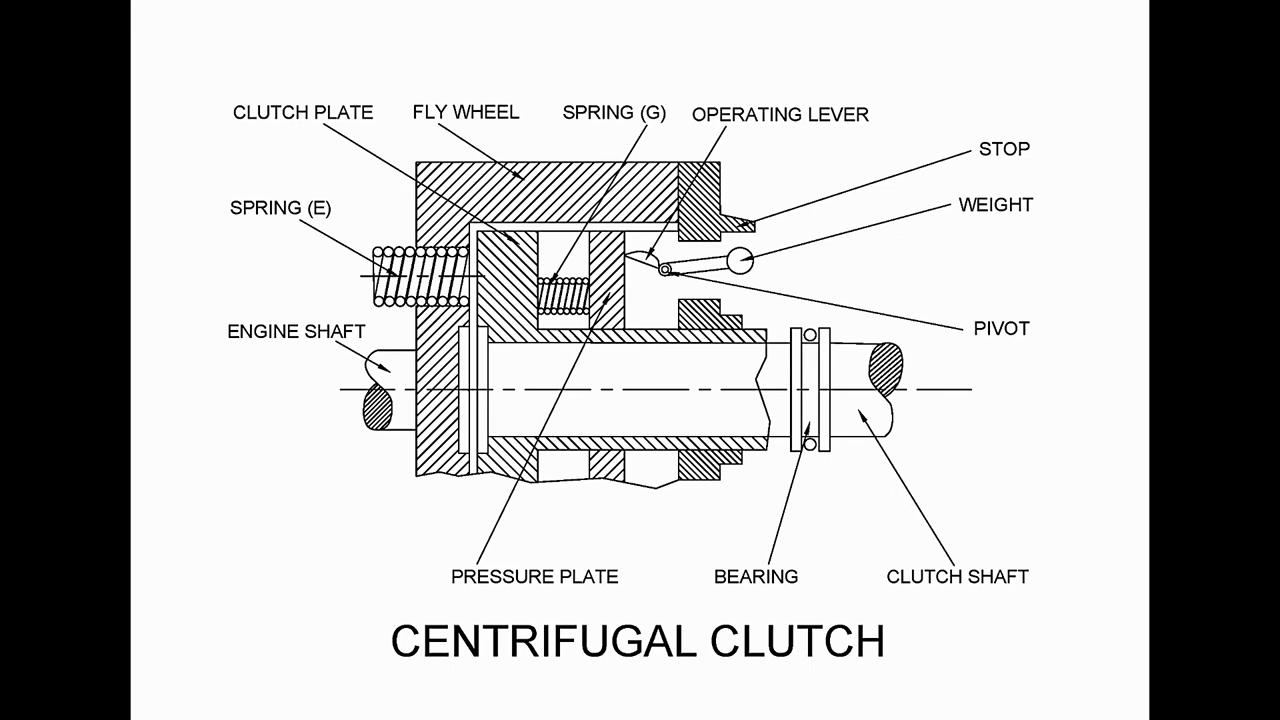 CLUTCH PLATE
FLY WHEEL
SPRING (G)
OPERATING LEVER
STOP
SPRING (E)
WEIGHT
ENGINE SHAFT
PIVOT
PRESSURE PLATE
BEARING
CLUTCH SHAFT
CENTRIFUGAL CLUTCH